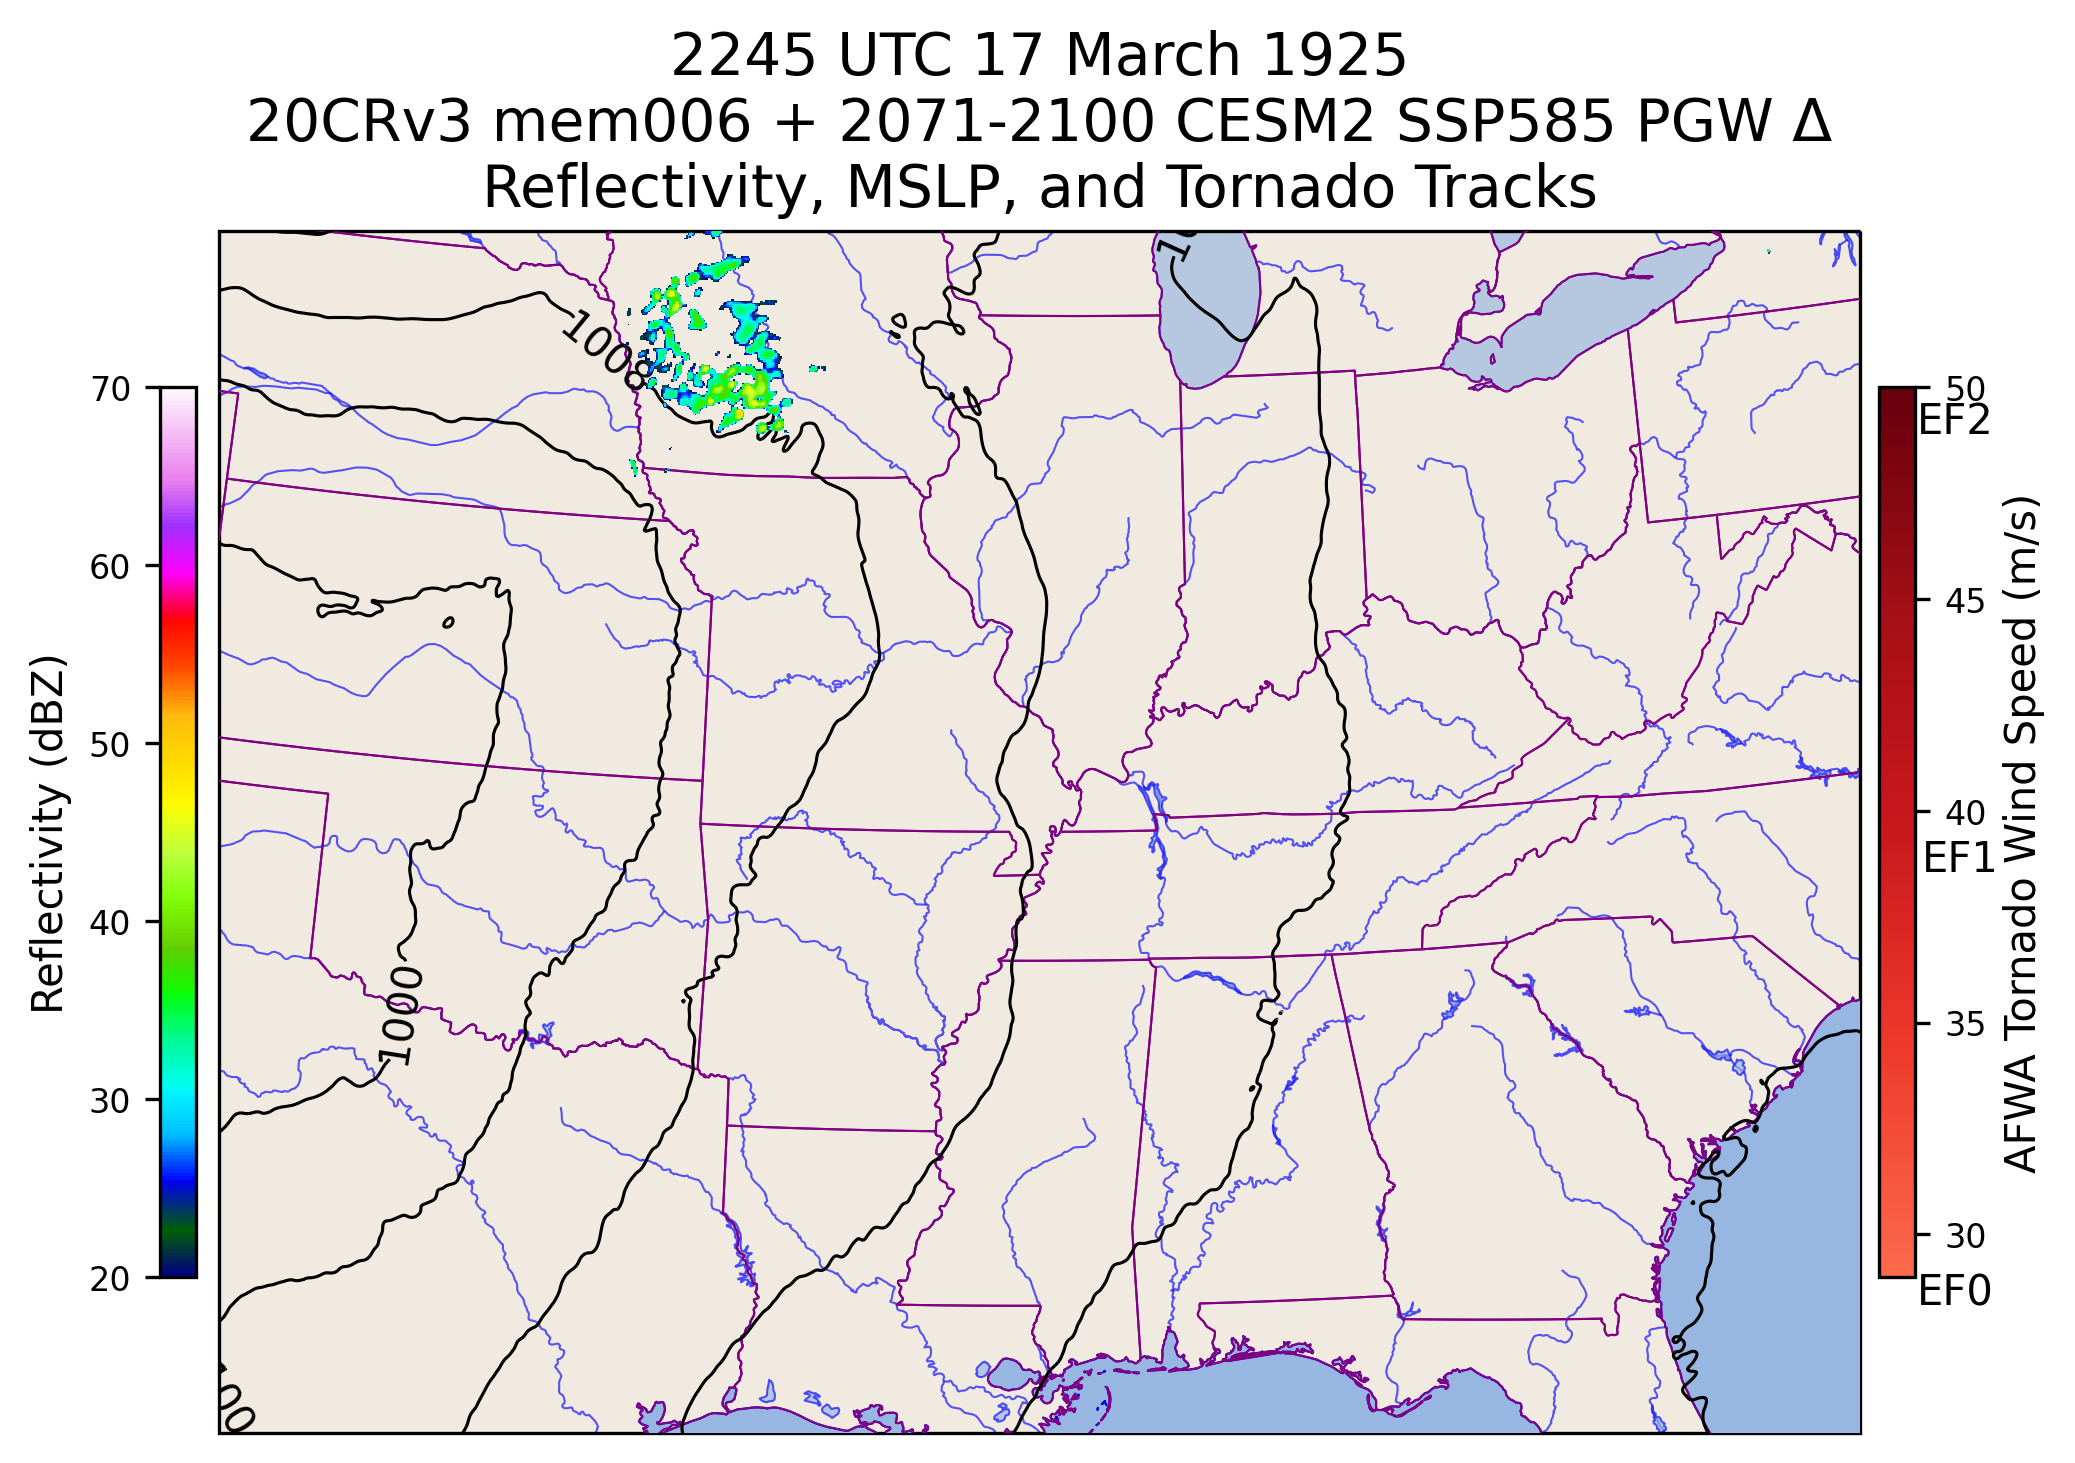 2245 UTC 17 March 1925
20CRv3 mem006 + 2071-2100 CESM2 SSP585 PGW Δ
Reflectivity, MSLP, and Tornado Tracks
1008
1000
70
60
50
40
30
20
Reflectivity (dBZ)
50
EF2
45
40
EF1
35
30
EF0
AFWA Tornado Wind Speed (m/s)